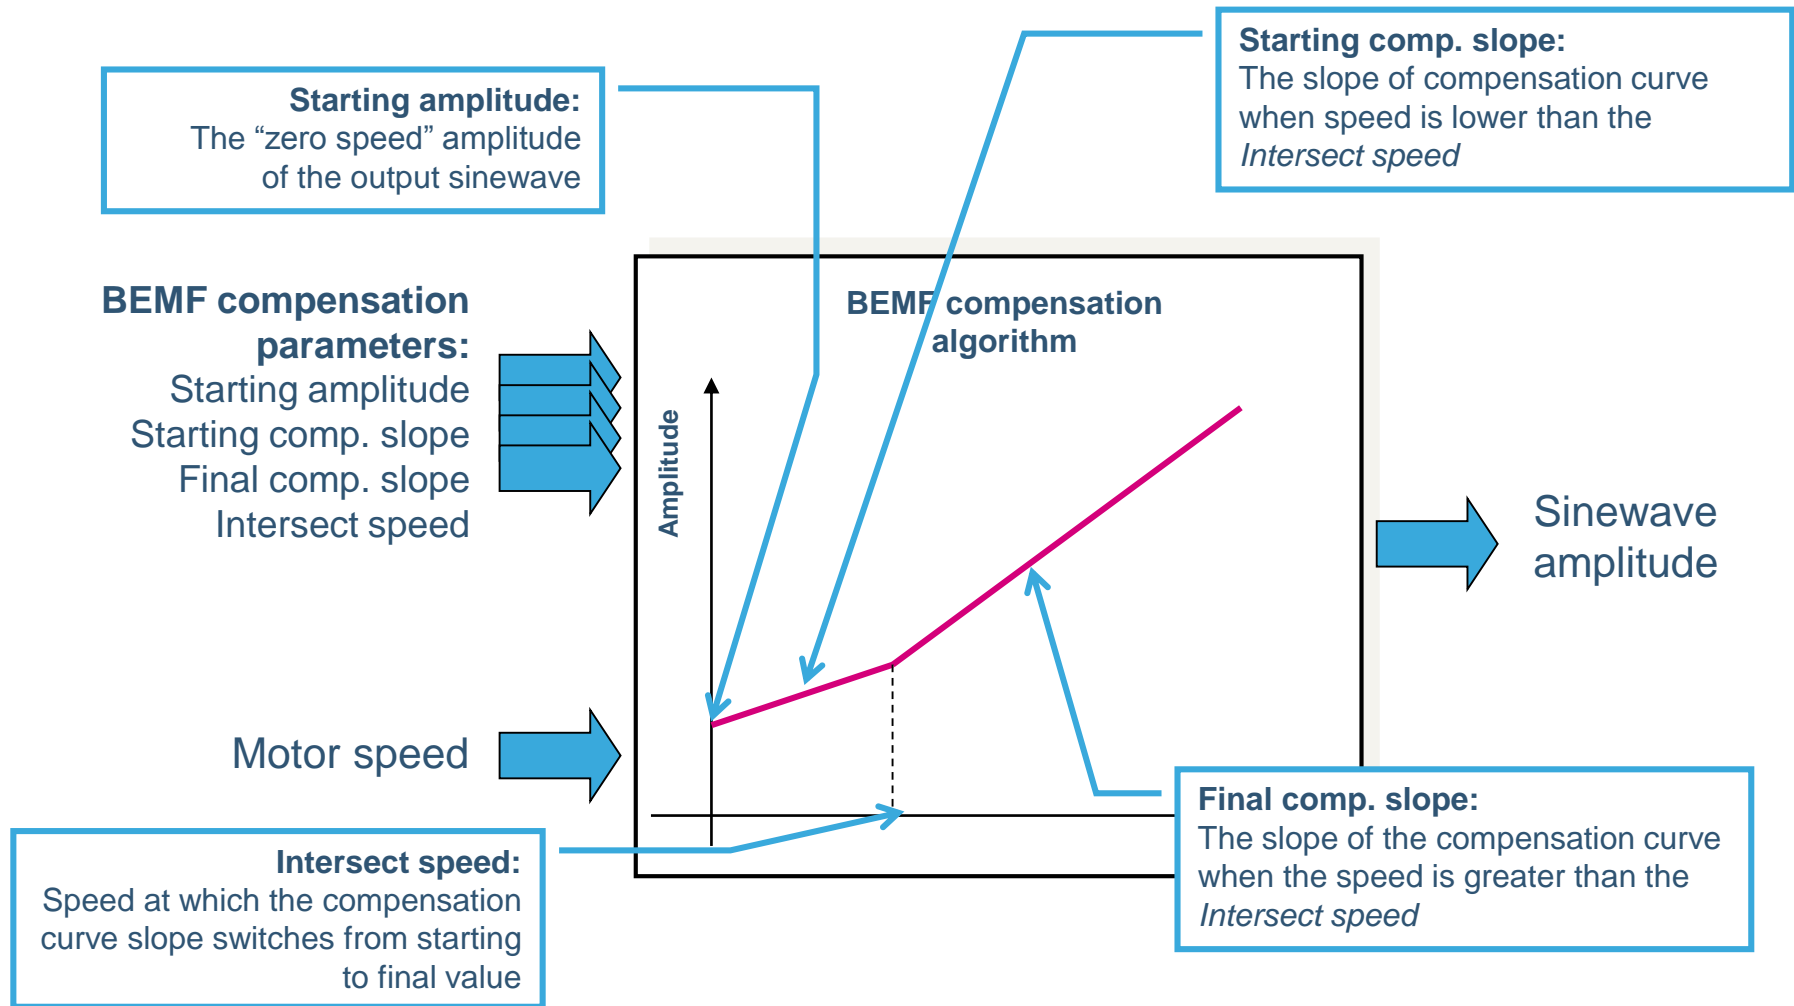 Starting comp. slope:
The slope of compensation curve
when speed is lower than the
Intersect speed
Starting amplitude:
The “zero speed” amplitude
of the output sinewave
BEMF compensation
parameters:
Starting amplitude
Starting comp. slope
Final comp. slope
Intersect speed
BEMF compensation
algorithm
Amplitude
Sinewave
amplitude
Motor speed
Final comp. slope:
The slope of the compensation curve
when the speed is greater than the
Intersect speed
Intersect speed:
Speed at which the compensation
curve slope switches from starting
to final value